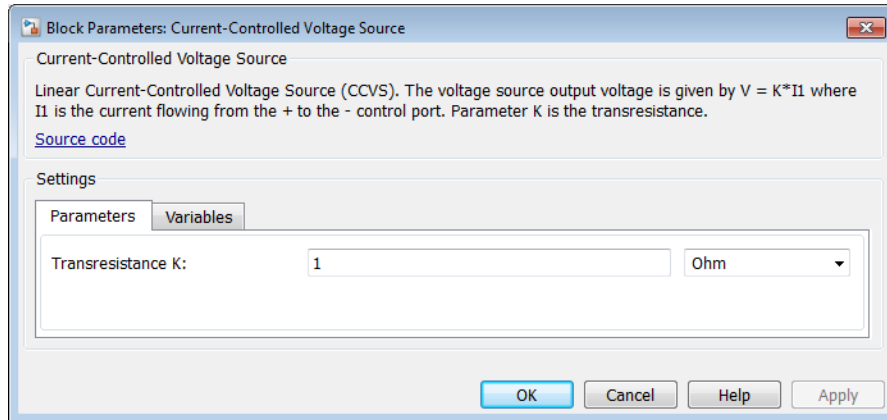 Block Parameters: Current-Controlled Voltage Source
Current-Controlled Voltage Source
Linear Current-Controlled Voltage Source (CCVS). The voltage source output voltage is given by V = K*I1 where
I1 is the current flowing from the + to the - control port. Parameter K is the transresistance.
Source code
Settings
Parameters Variables
Transresistance K: 1 Ohm
OK Cancel Help Apply